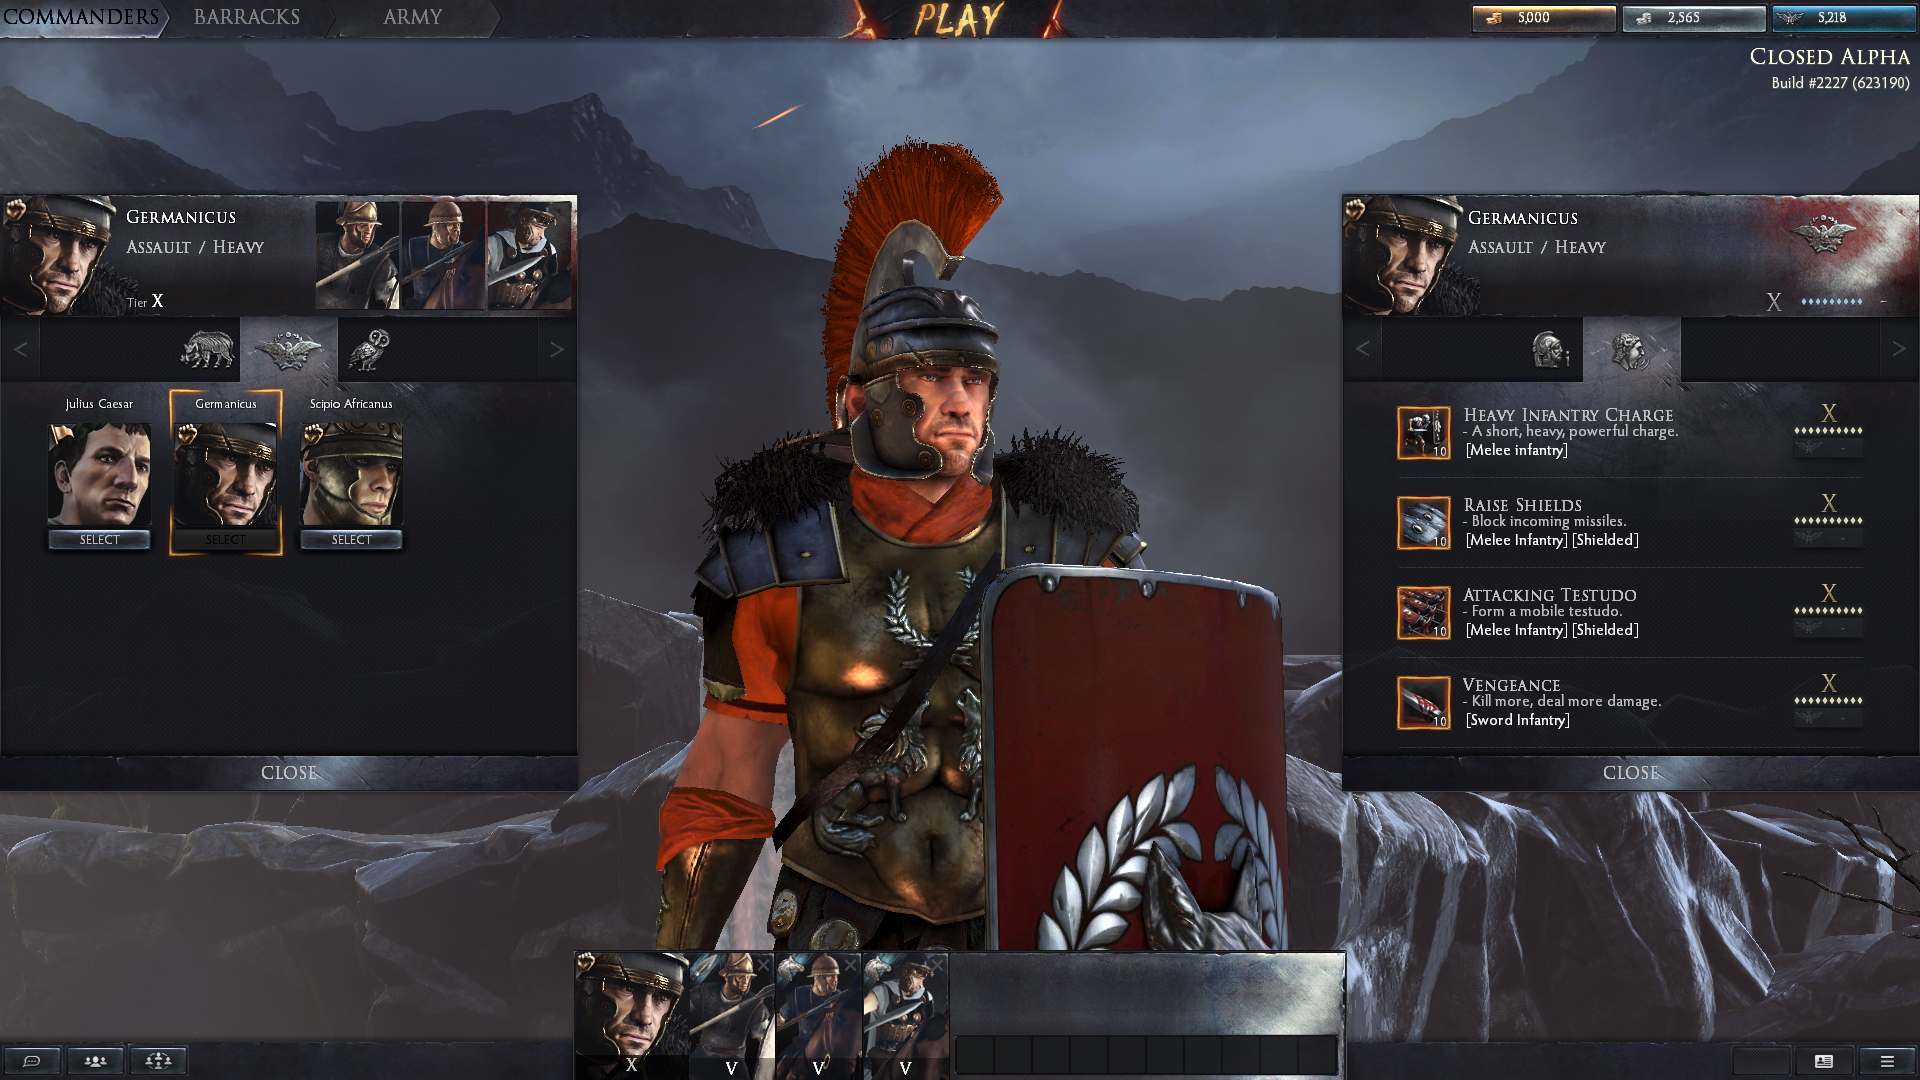 COMMANDERS
BARRACKS
ARMY
PLAY
5,000
2,565
5,218
CLOSED ALPHA
Build #2227 (623190)
GERMANICUS
ASSAULT / HEAVY
Tier X
<
>
Julius Caesar
Germanicus
Scipio Africanus
SELECT
SELECT
SELECT
CLOSE
GERMANICUS
ASSAULT / HEAVY
X
-
<
>
HEAVY INFANTRY CHARGE
- A short, heavy, powerful charge.
[Melee infantry]
10
X
-
RAISE SHIELDS
- Block incoming missiles.
[Melee Infantry] [Shielded]
10
X
-
ATTACKING TESTUDO
- Form a mobile testudo.
[Melee Infantry] [Shielded]
10
X
-
VENGEANCE
- Kill more, deal more damage.
[Sword Infantry]
10
X
-
CLOSE
X
V
V
V